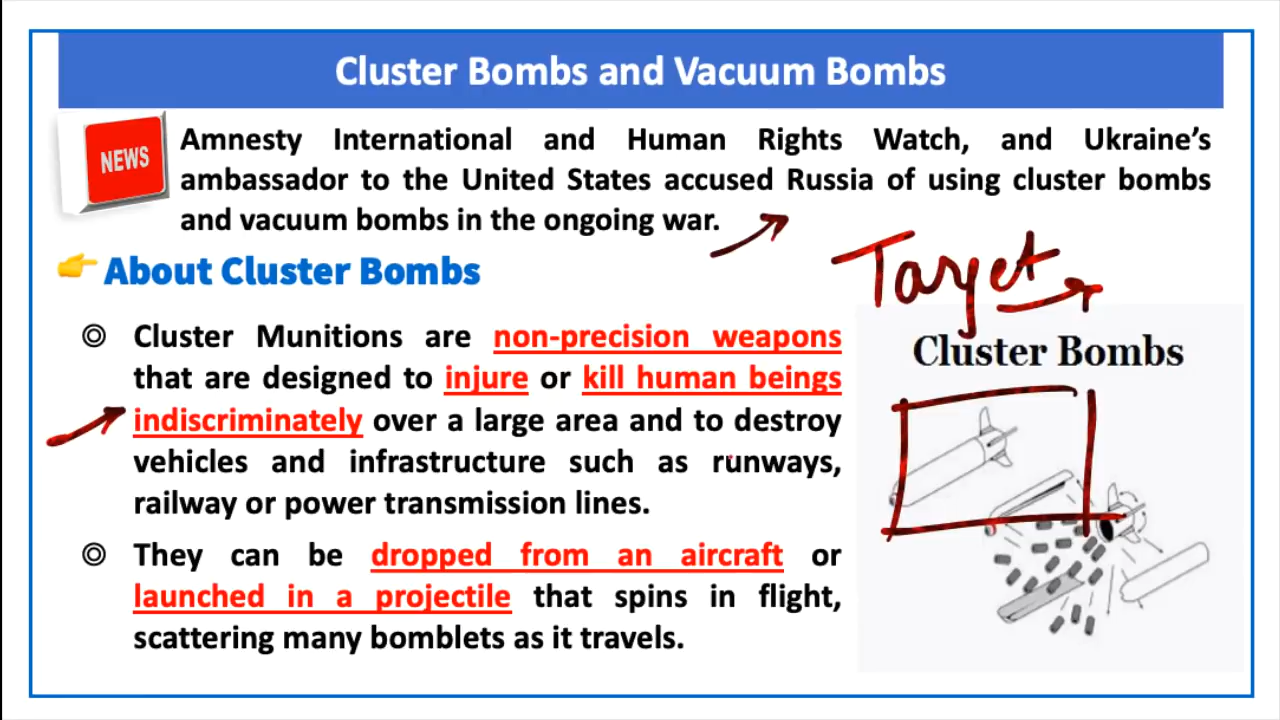 Cluster Bombs and Vacuum Bombs
NEWS
Amnesty International and Human Rights Watch, and Ukraine's
ambassador to the United States accused Russia of using cluster bombs
and vacuum bombs in the ongoing war.
Target
👉 About Cluster Bombs
◎ Cluster Munitions are non-precision weapons
that are designed to injure or kill human beings
indiscriminately over a large area and to destroy
vehicles and infrastructure such as runways,
railway or power transmission lines.
◎ They can be dropped from an aircraft or
launched in a projectile that spins in flight,
scattering many bomblets as it travels.
Cluster Bombs